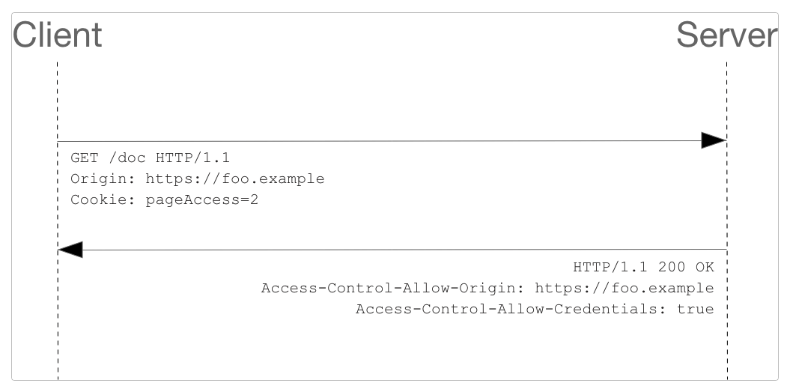 Client
Server
GET /doc HTTP/1.1
Origin: https://foo.example
Cookie: pageAccess=2
HTTP/1.1 200 OK
Access-Control-Allow-Origin: https://foo.example
Access-Control-Allow-Credentials: true